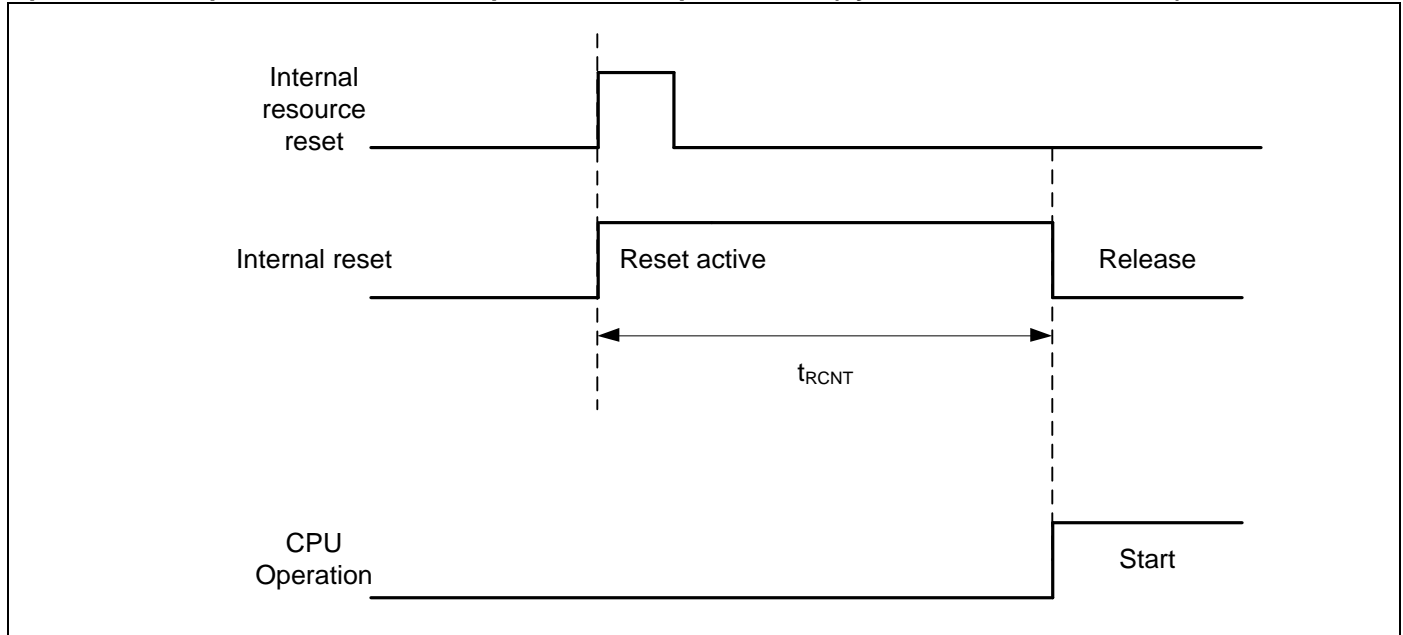 Internal
resource
reset
Internal reset
Reset active
Release
tRCNT
CPU
Operation
Start